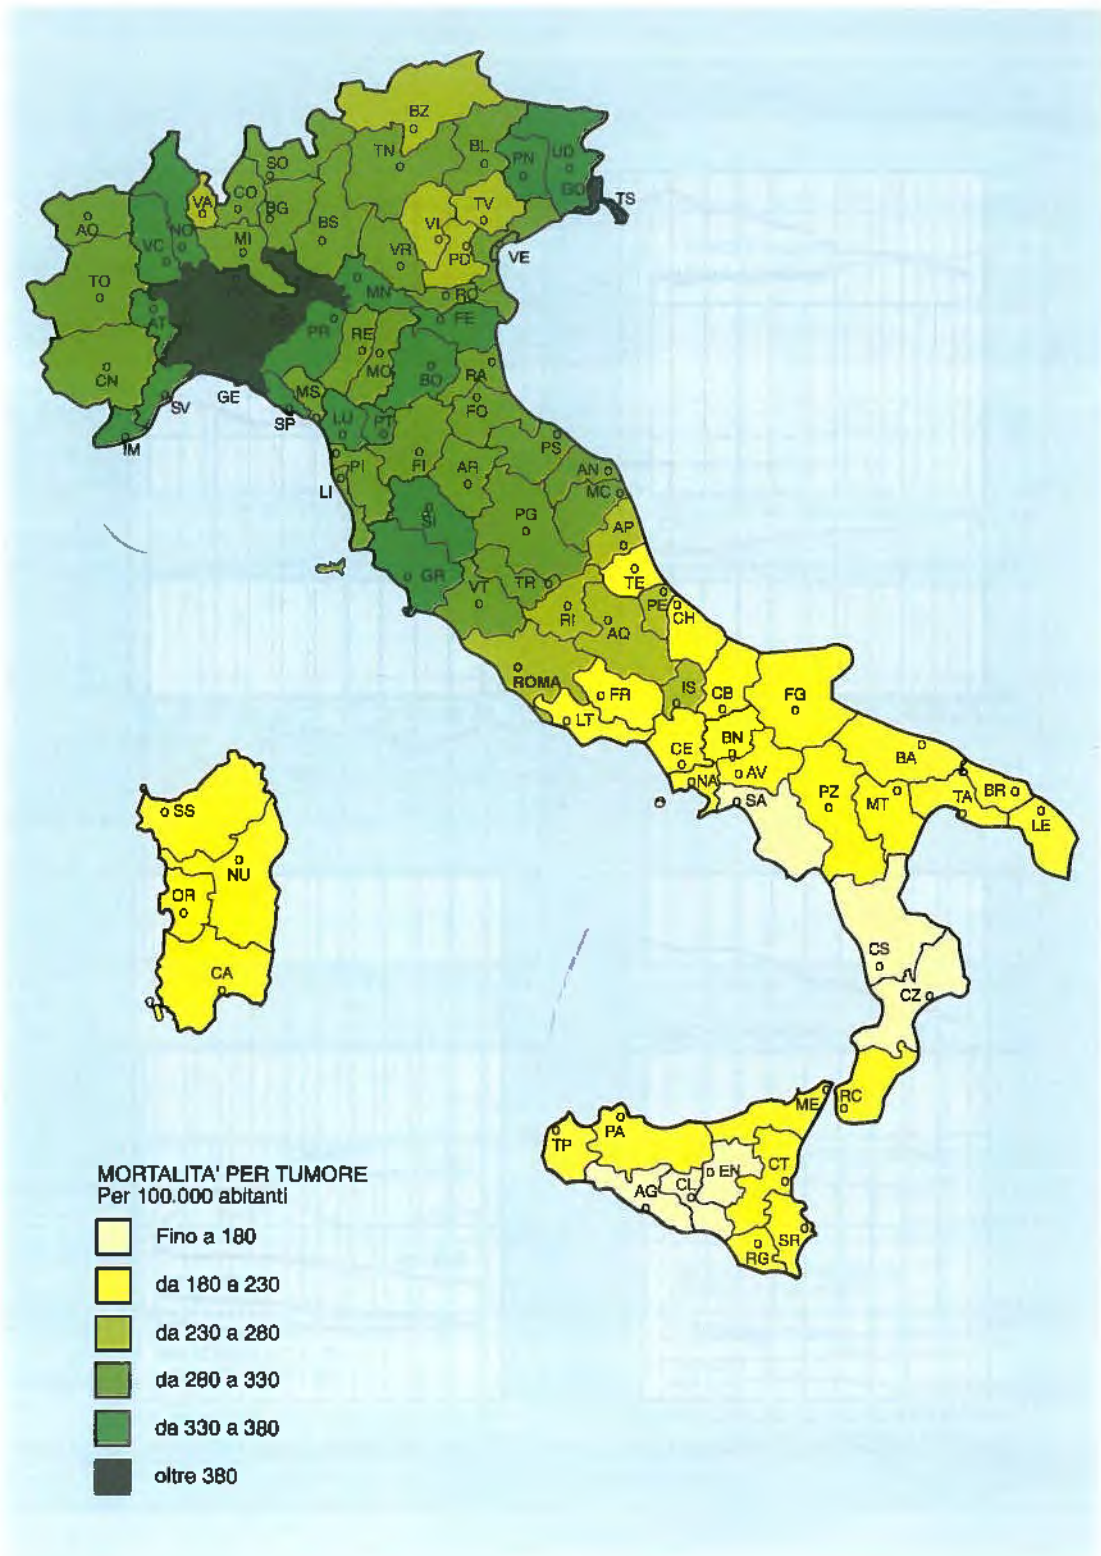 BZ
TN
BL
PN
UD
GO
TS
SO
CO
BG
VA
BS
VI
TV
AO
VC
NO
MI
VR
PD
VE
TO
MN
RO
AT
PR
RE
FE
CN
MO
BO
RA
MS
FO
SV
GE
SP
LU
PT
IM
PI
FI
AR
PS
LI
AN
MC
SI
PG
AP
GR
VT
TR
TE
PE
CH
RI
AQ
ROMA
FR
IS
CB
FG
LT
CE
BN
BA
NA
AV
SA
PZ
MT
TA
BR
LE
SS
NU
OR
CA
CS
CZ
ME
RC
TP
PA
EN
CT
AG
CL
RG
SR
MORTALITA' PER TUMORE
Per 100.000 abitanti
Fino a 180
da 180 a 230
da 230 a 280
da 280 a 330
da 330 a 380
oltre 380